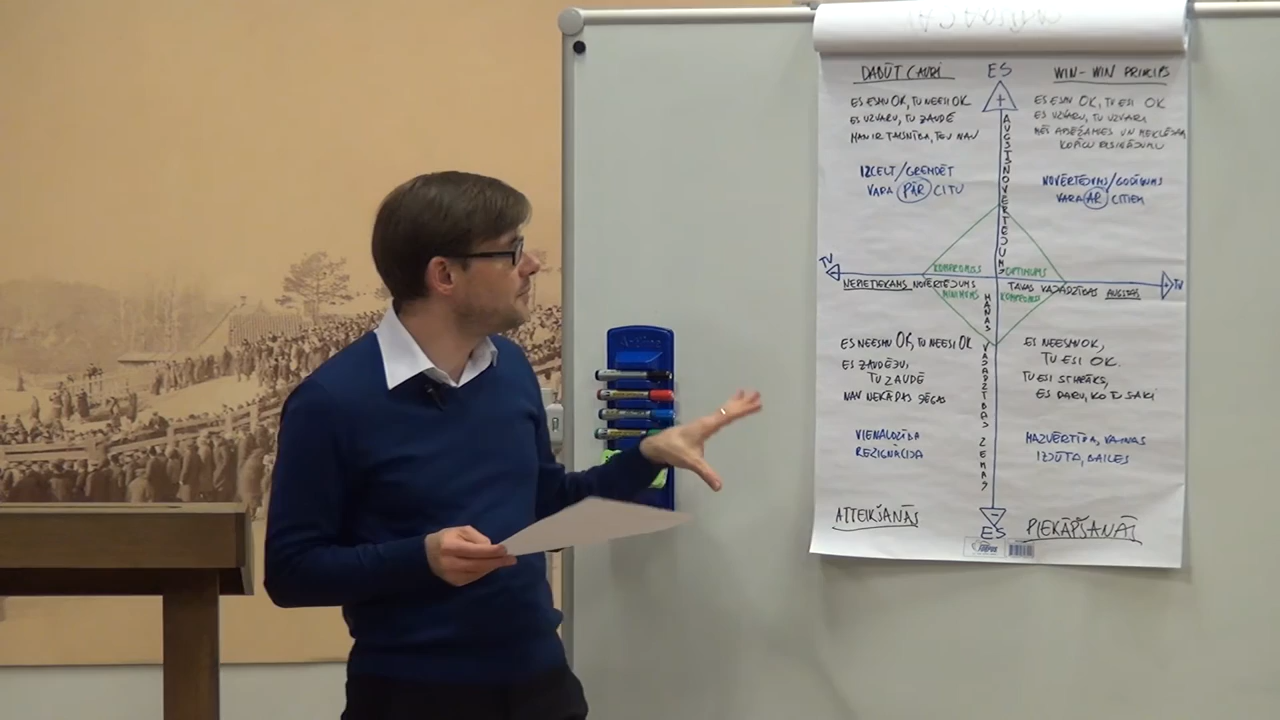 DABŪT CAURI
ES ESMU OK, TU NEESI OK
ES UZVARU, TU ZAUDĒ
MAN IR TAISNĪBA, TEV NAV
IZCELT/GREMDĒT
VARA PĀR CITU
ES
+
AUGSTS NOVĒRTĒJUMS
WIN-WIN PRINCIPS
ES ESMU OK, TU ESI OK
ES UZVARU, TU UZVARI
MĒS APSĒŽAMIES UN MEKLĒJAM
KOPĪGU RISINĀJUMU
NOVĒRTĒJUMS/GODĪGUMS
VARA AR CITIEM
TU
KOMPROMISS
OPTIMUMS
TU
NEPIETIEKAMS NOVĒRTĒJUMS
TAVAS VAJADZĪBAS AUGSTAS
MINIMUMS
KOMPROMISS
MANAS VAJADZĪBAS ZEMAS
ES NEESMU OK, TU NEESI OK
ES ZAUDĒJU,
TU ZAUDĒ
NAV NEKĀDAS JĒGAS
VIENALDZĪBA
REZIGNĀCIJA
ATTEIKŠANĀS
ES NEESMU OK,
TU ESI OK.
TU ESI STIPRĀKS,
ES DARU, KO TU SAKI
MAZVĒRTĪBA, VAINAS
IZJŪTA, BAILES
PIEKĀPŠANĀS
ES